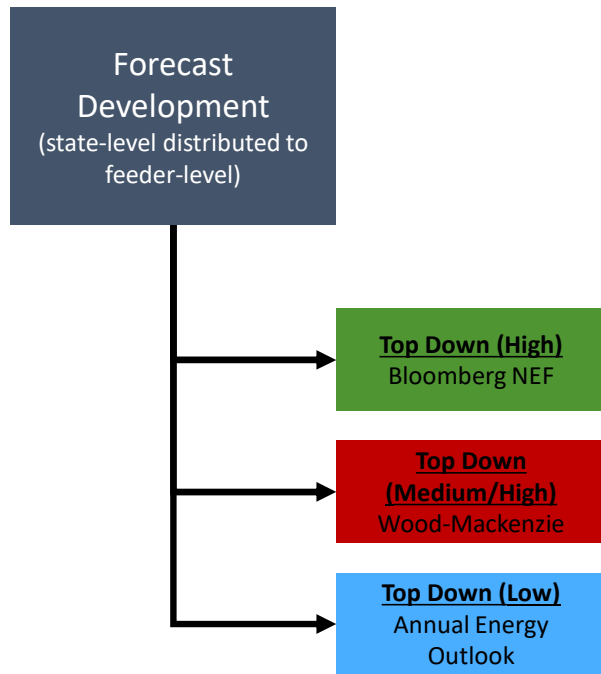 Forecast
Development
(state-level distributed to
feeder-level)
Top Down (High)
Bloomberg NEF
Top Down
(Medium/High)
Wood-Mackenzie
Top Down (Low)
Annual Energy
Outlook